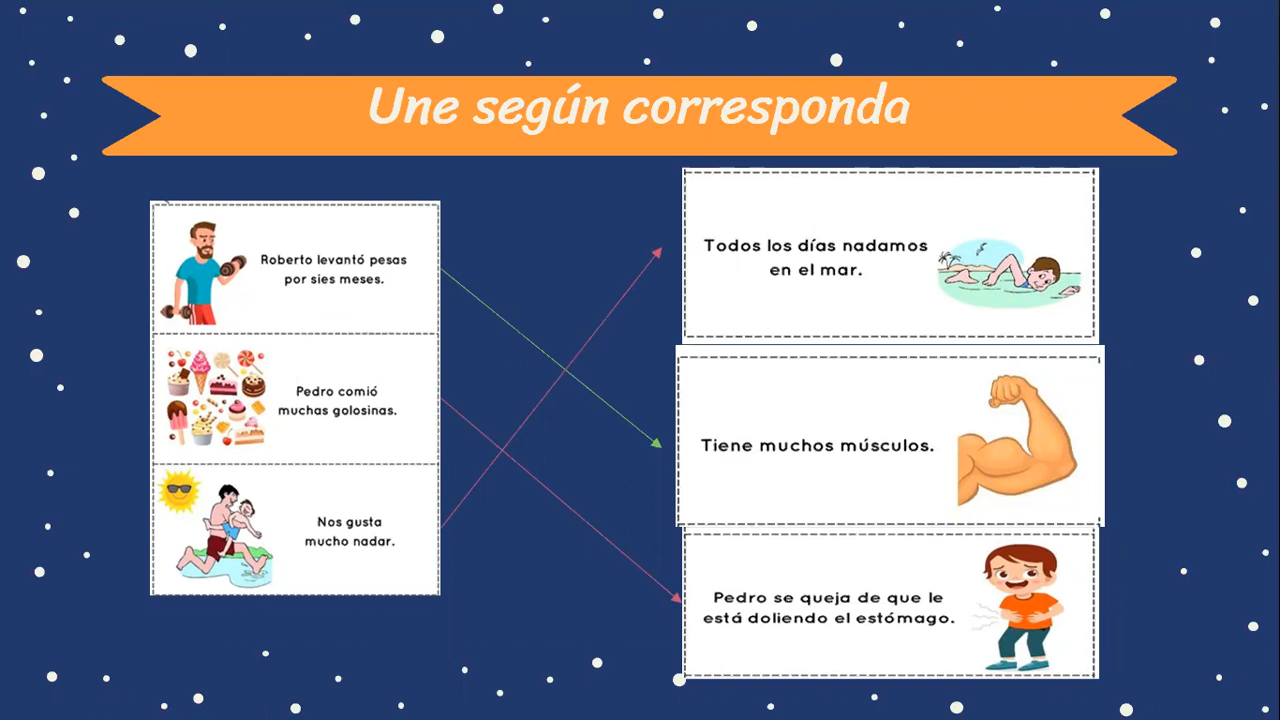 Une según corresponda
Roberto levantó pesas
por sies meses.
Pedro comió
muchas golosinas.
Nos gusta
mucho nadar.
Todos los días nadamos
en el mar.
Tiene muchos músculos.
Pedro se queja de que le
está doliendo el estómago.